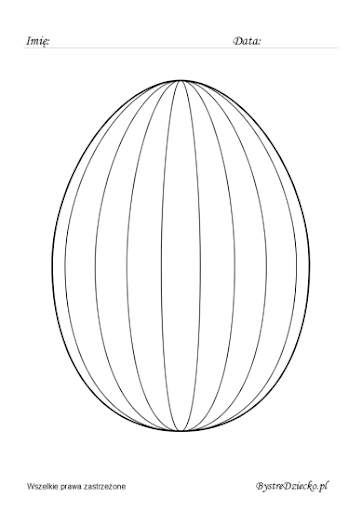 Imię: Data:
Wszelkie prawa zastrzeżone BystreDziecko.pl